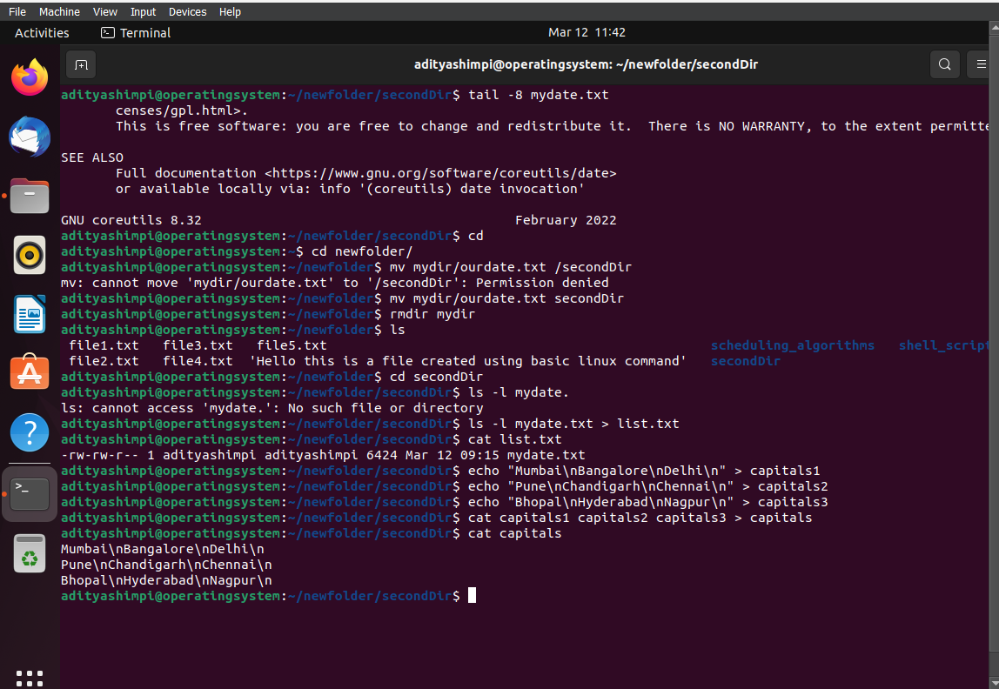 File Machine View Input Devices Help
Activities Terminal Mar 12 11:42
adityashimpi@operatingsystem: ~/newfolder/secondDir
adityashimpi@operatingsystem:~/newfolder/secondDir$ tail -8 mydate.txt
censes/gpl.html>.
This is free software: you are free to change and redistribute it.  There is NO WARRANTY, to the extent permitte
SEE ALSO
Full documentation <https://www.gnu.org/software/coreutils/date>
or available locally via: info '(coreutils) date invocation'
GNU coreutils 8.32 February 2022
adityashimpi@operatingsystem:~/newfolder/secondDir$ cd
adityashimpi@operatingsystem:~$ cd newfolder/
adityashimpi@operatingsystem:~/newfolder$ mv mydir/ourdate.txt /secondDir
mv: cannot move 'mydir/ourdate.txt' to '/secondDir': Permission denied
adityashimpi@operatingsystem:~/newfolder$ mv mydir/ourdate.txt secondDir
adityashimpi@operatingsystem:~/newfolder$ rmdir mydir
adityashimpi@operatingsystem:~/newfolder$ ls
file1.txt file3.txt file5.txt scheduling_algorithms shell_script
file2.txt file4.txt 'Hello this is a file created using basic linux command' secondDir
adityashimpi@operatingsystem:~/newfolder$ cd secondDir
adityashimpi@operatingsystem:~/newfolder/secondDir$ ls -l mydate.
ls: cannot access 'mydate.': No such file or directory
adityashimpi@operatingsystem:~/newfolder/secondDir$ ls -l mydate.txt > list.txt
adityashimpi@operatingsystem:~/newfolder/secondDir$ cat list.txt
-rw-rw-r-- 1 adityashimpi adityashimpi 6424 Mar 12 09:15 mydate.txt
adityashimpi@operatingsystem:~/newfolder/secondDir$ echo "Mumbai\nBangalore\nDelhi\n" > capitals1
adityashimpi@operatingsystem:~/newfolder/secondDir$ echo "Pune\nChandigarh\nChennai\n" > capitals2
adityashimpi@operatingsystem:~/newfolder/secondDir$ echo "Bhopal\nHyderabad\nNagpur\n" > capitals3
adityashimpi@operatingsystem:~/newfolder/secondDir$ cat capitals1 capitals2 capitals3 > capitals
adityashimpi@operatingsystem:~/newfolder/secondDir$ cat capitals
Mumbai\nBangalore\nDelhi\n
Pune\nChandigarh\nChennai\n
Bhopal\nHyderabad\nNagpur\n
adityashimpi@operatingsystem:~/newfolder/secondDir$